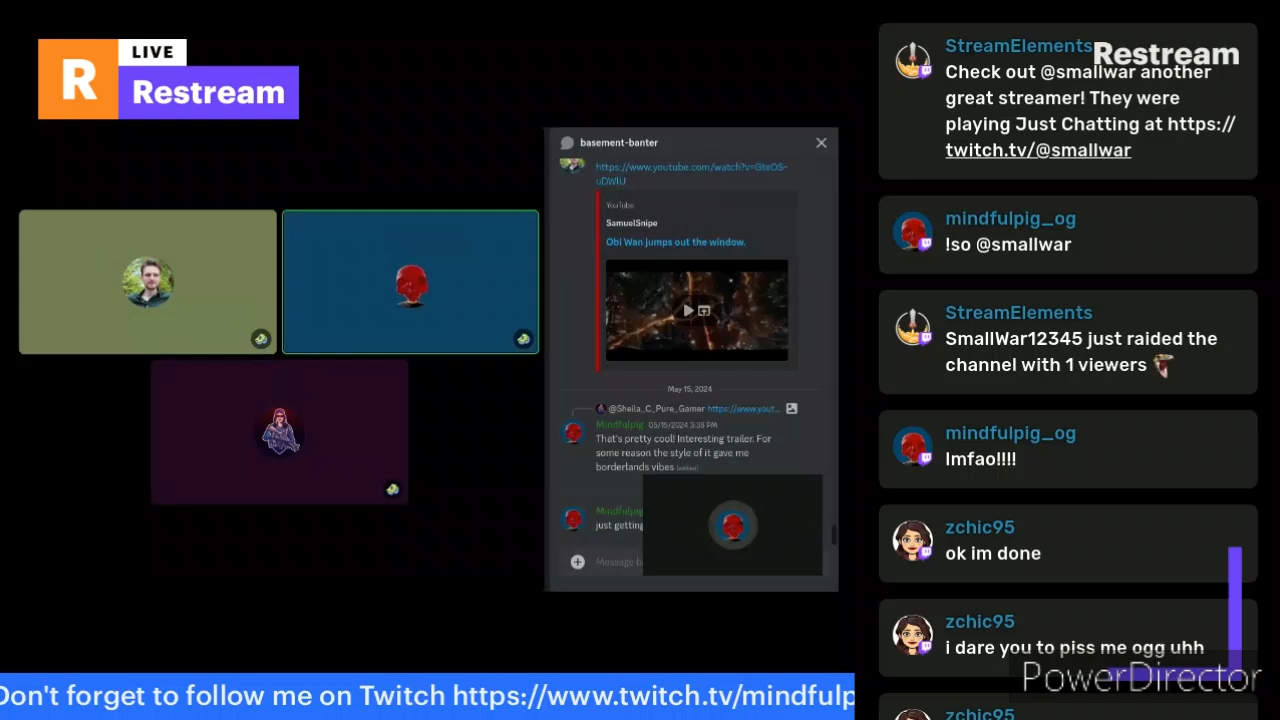 R
LIVE
Restream
basement-banter
https://www.youtube.com/watch?v=GteOS-
uDWIU
YouTube
SamuelSnipe
Obi Wan jumps out the window.
May 15, 2024
@Sheila_C_Pure_Gamer https://www.yout...
Mindfulpig 05/15/2024 3:38 PM
That's pretty cool! Interesting trailer. For
some reason the style of it gave me
borderlands vibes (edited)
Mindfulpig
just getting
Message b
Don't forget to follow me on Twitch https://www.twitch.tv/mindfulp
StreamElements
Restream
Check out @smallwar another
great streamer! They were
playing Just Chatting at https://
twitch.tv/@smallwar
mindfulpig_og
!so @smallwar
StreamElements
SmallWar12345 just raided the
channel with 1 viewers
mindfulpig_og
lmfao!!!!
zchic95
ok im done
zchic95
i dare you to piss me ogg uhh
PowerDirector
zchic95